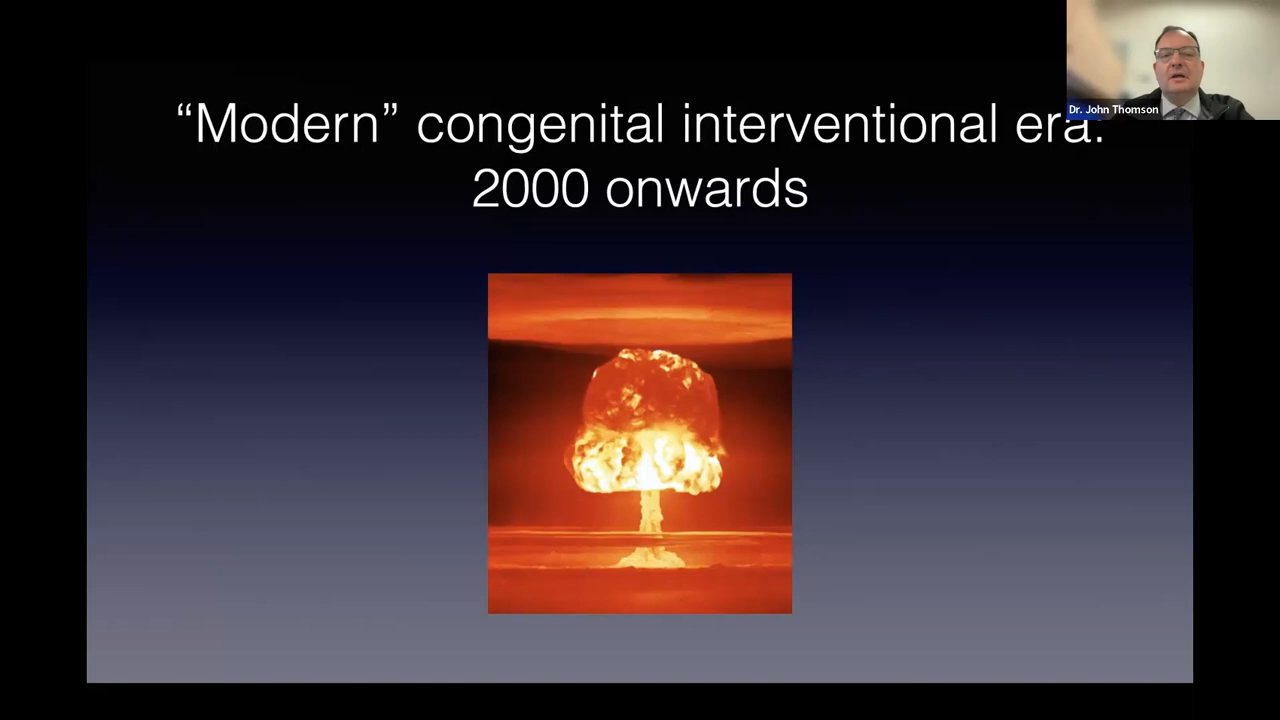 “Modern” congenital interventional era:
2000 onwards
Dr. John Thomson